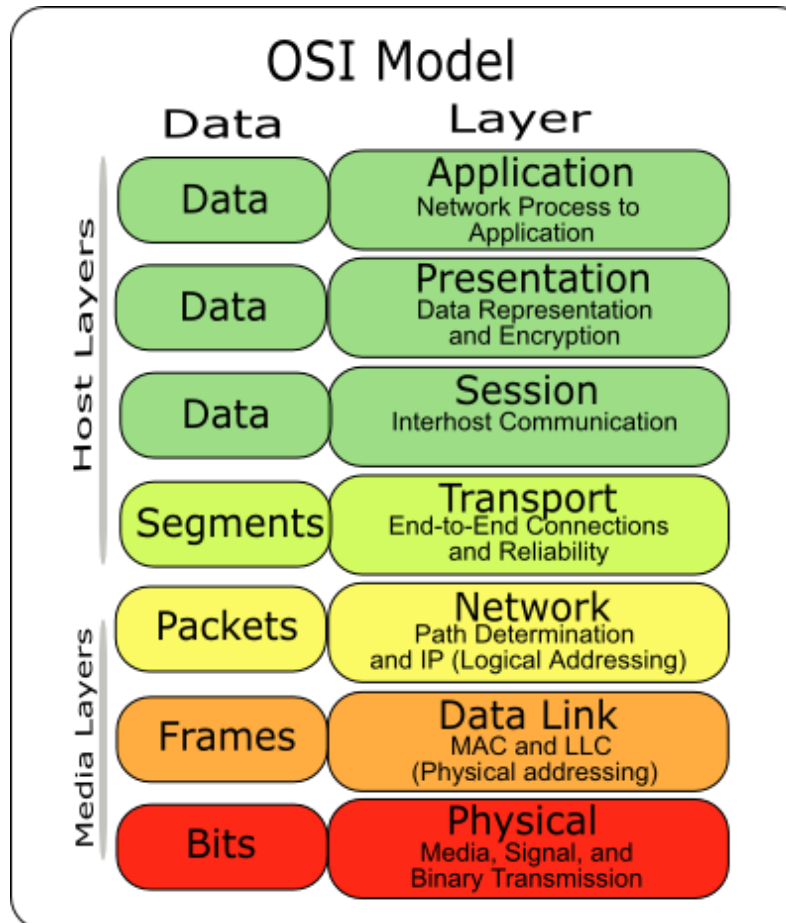 OSI Model
Data
Layer
Host Layers
Data
Application
Network Process to
Application
Data
Presentation
Data Representation
and Encryption
Data
Session
Interhost Communication
Segments
Transport
End-to-End Connections
and Reliability
Media Layers
Packets
Network
Path Determination
and IP (Logical Addressing)
Frames
Data Link
MAC and LLC
(Physical addressing)
Bits
Physical
Media, Signal, and
Binary Transmission